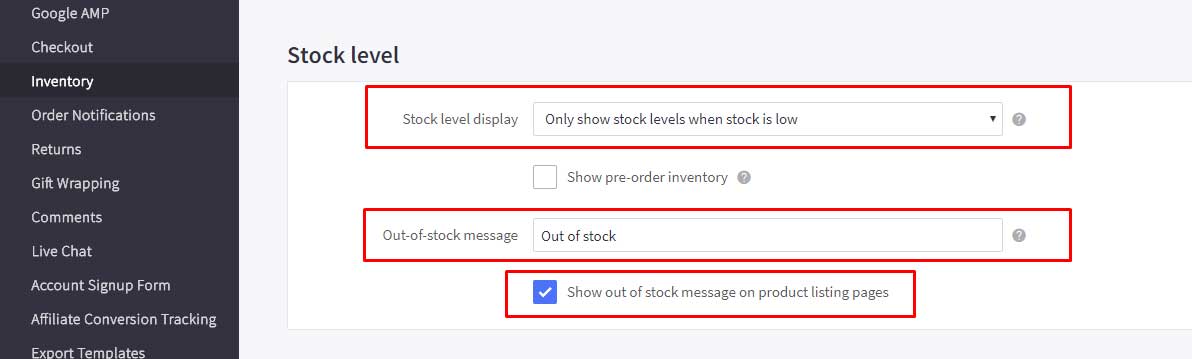 Google AMP
Checkout
Inventory
Order Notifications
Returns
Gift Wrapping
Comments
Live Chat
Account Signup Form
Affiliate Conversion Tracking
Export Templates
Stock level
Stock level display Only show stock levels when stock is low ?
Show pre-order inventory ?
Out-of-stock message Out of stock ?
Show out of stock message on product listing pages